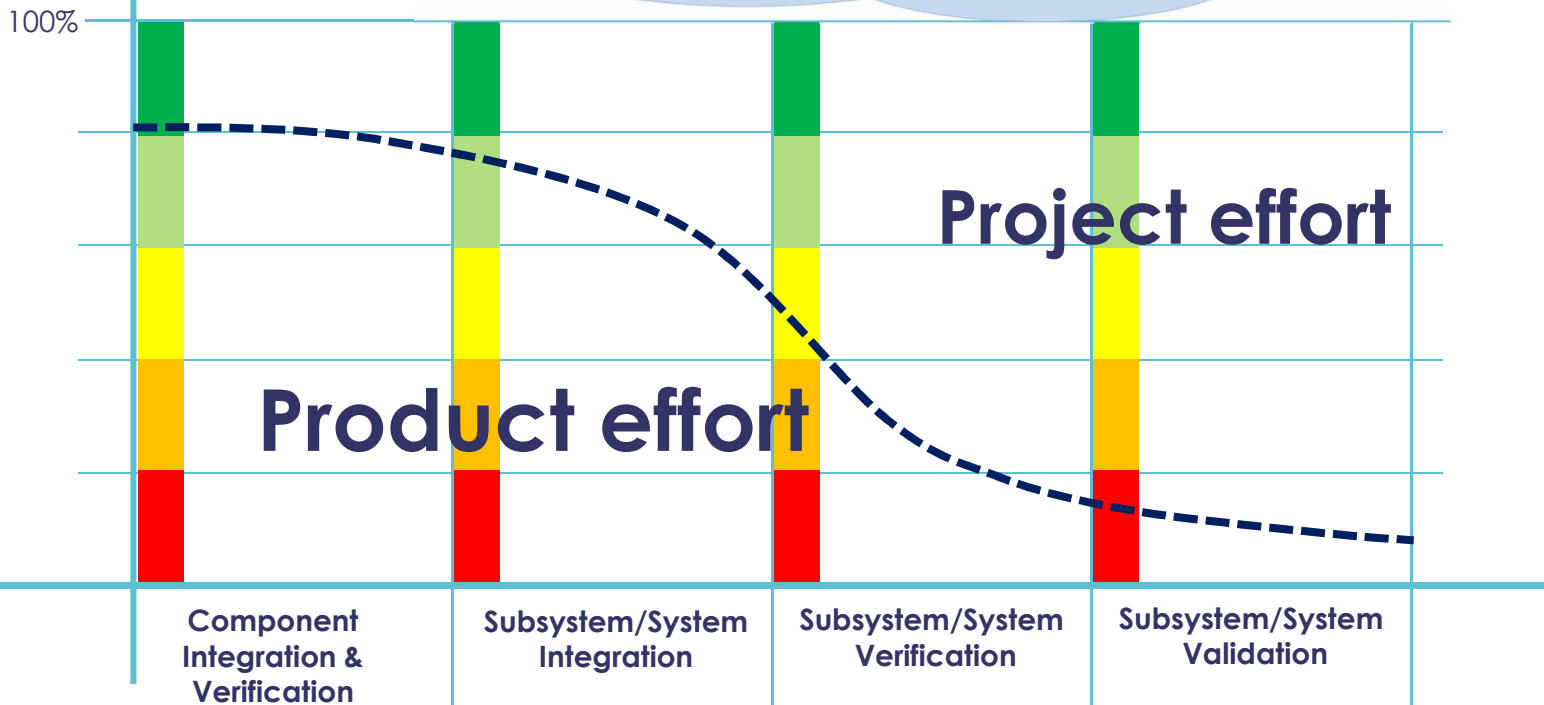 100%
Project effort
Product effort
Component
Integration &
Verification
Subsystem/System
Integration
Subsystem/System
Verification
Subsystem/System
Validation